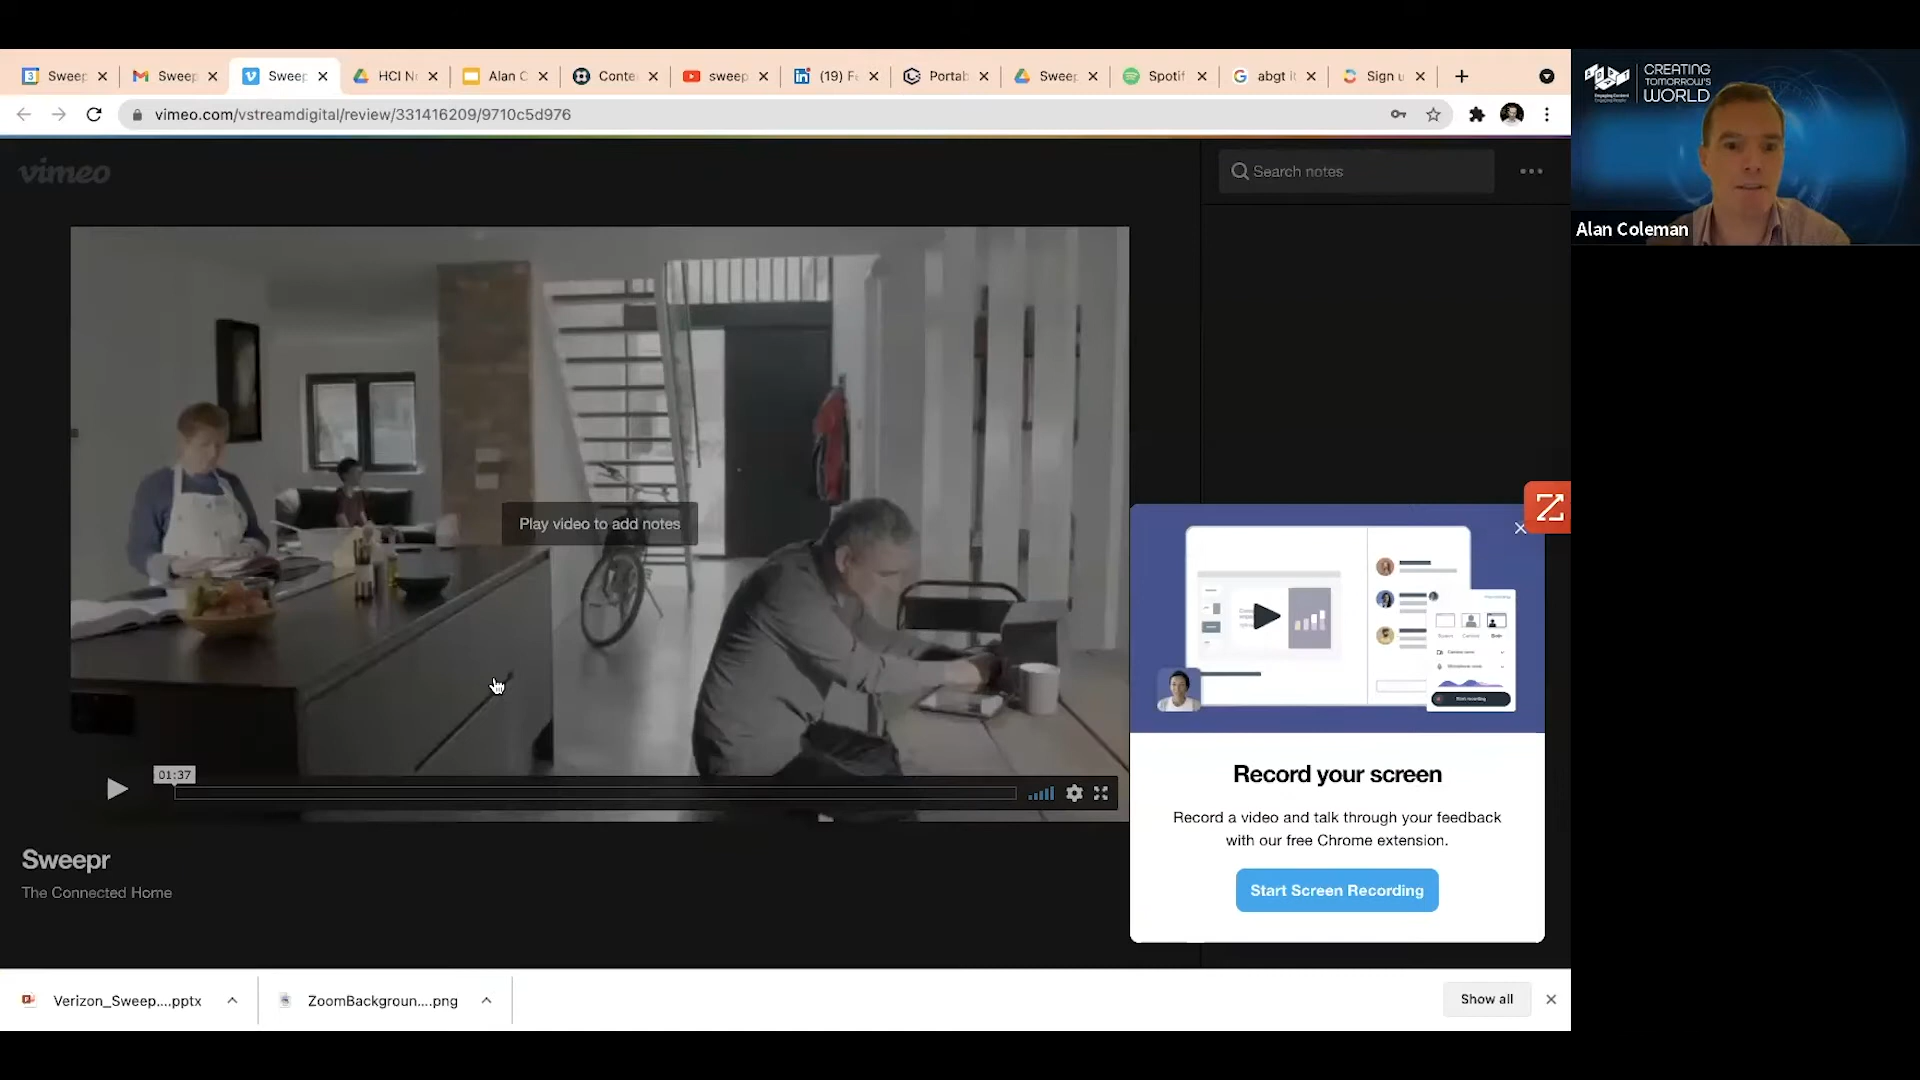 Sweep
Sweep
Sweep
HCI N
Alan C
Conte
sweep
(19) F
Portab
Sweep
Spotif
abgt
Sign u
vimeo.com/vstreamdigital/review/331416209/9710c5d976
CREATING
TOMORROW'S
WORLD
Alan Coleman
vimeo
Search notes
Play video to add notes
01:37
Record your screen
Record a video and talk through your feedback
with our free Chrome extension.
Start Screen Recording
Sweepr
The Connected Home
Verizon_Sweep....pptx
ZoomBackgroun....png
Show all